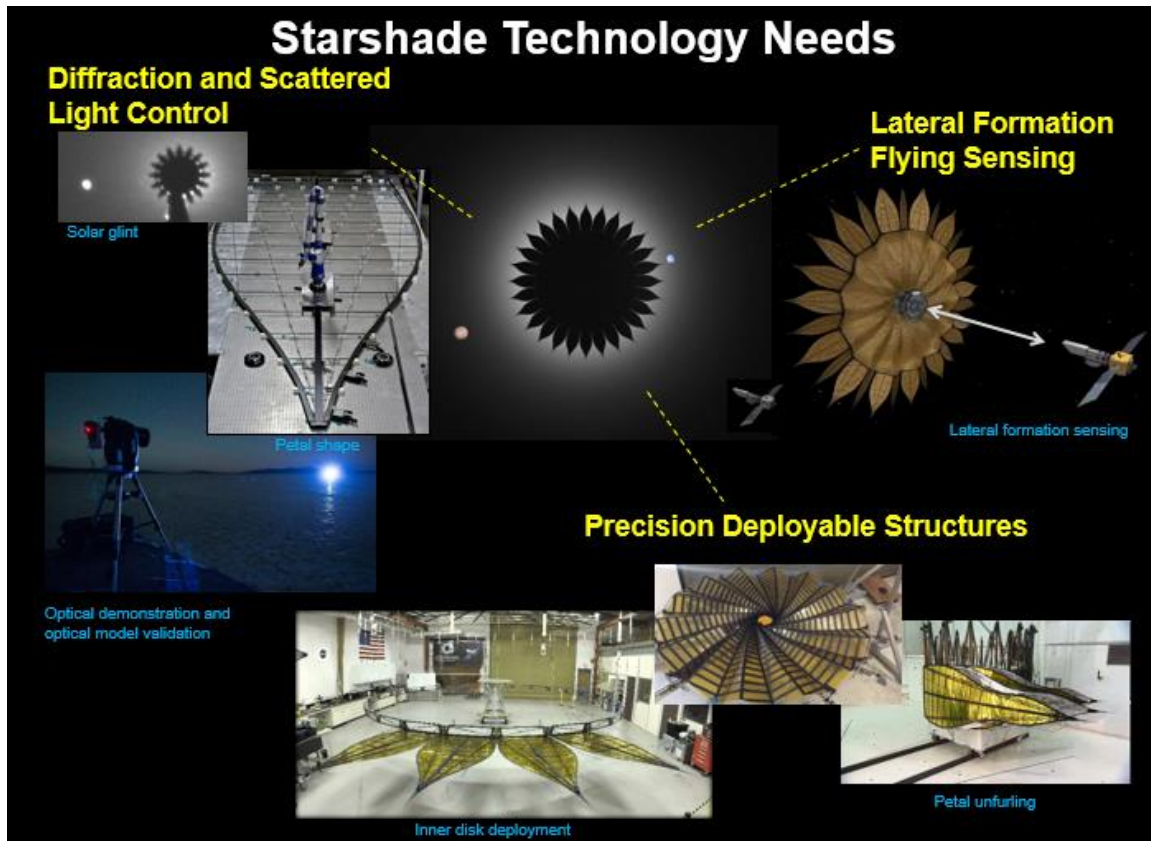 Starshade Technology Needs
Diffraction and Scattered
Light Control
Lateral Formation
Flying Sensing
Solar glint
Petal shape
Lateral formation sensing
Precision Deployable Structures
Optical demonstration and
optical model validation
Petal unfurling
Inner disk deployment